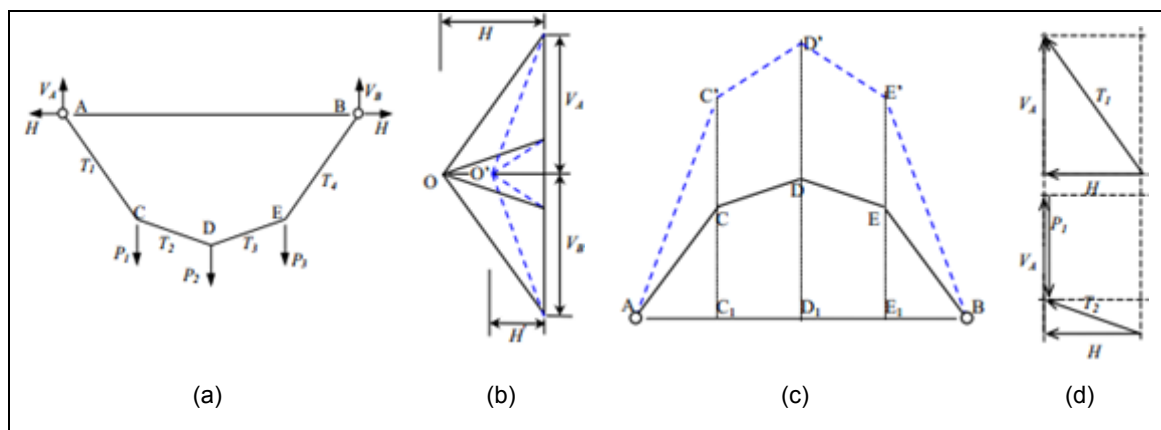 V_A
A
H
T_1
C
P_1
T_2
D
P_2
T_3
E
P_3
T_4
B
V_B
H
(a)
H
V_A
O
O'
V_B
H'
(b)
D'
C'
E'
D
C
E
A
C_1
D_1
E_1
B
(c)
V_A
T_1
H
P_1
V_A
T_2
H
(d)